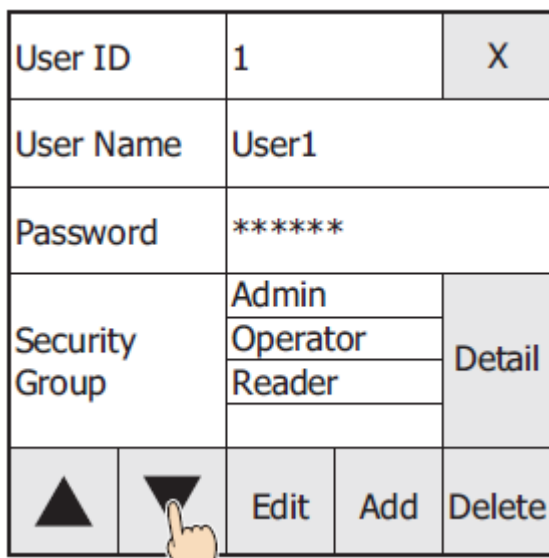 User ID
1
X
User Name
User1
Password
******
Security
Group
Admin
Operator
Reader
Detail
▲
▼
Edit
Add
Delete